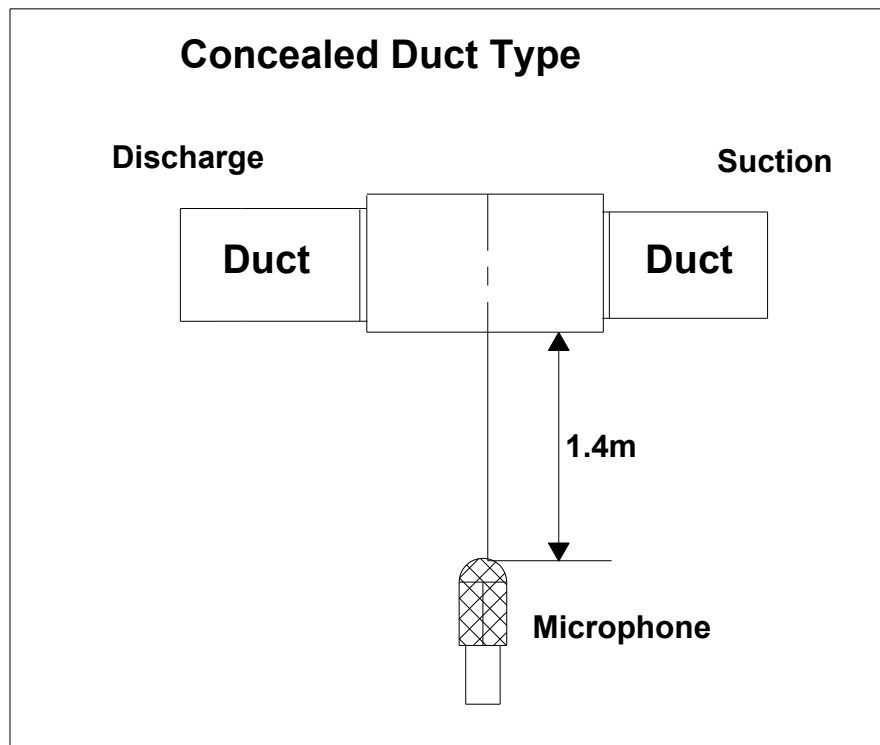 Concealed Duct Type
Discharge
Suction
Duct
Duct
1.4m
Microphone